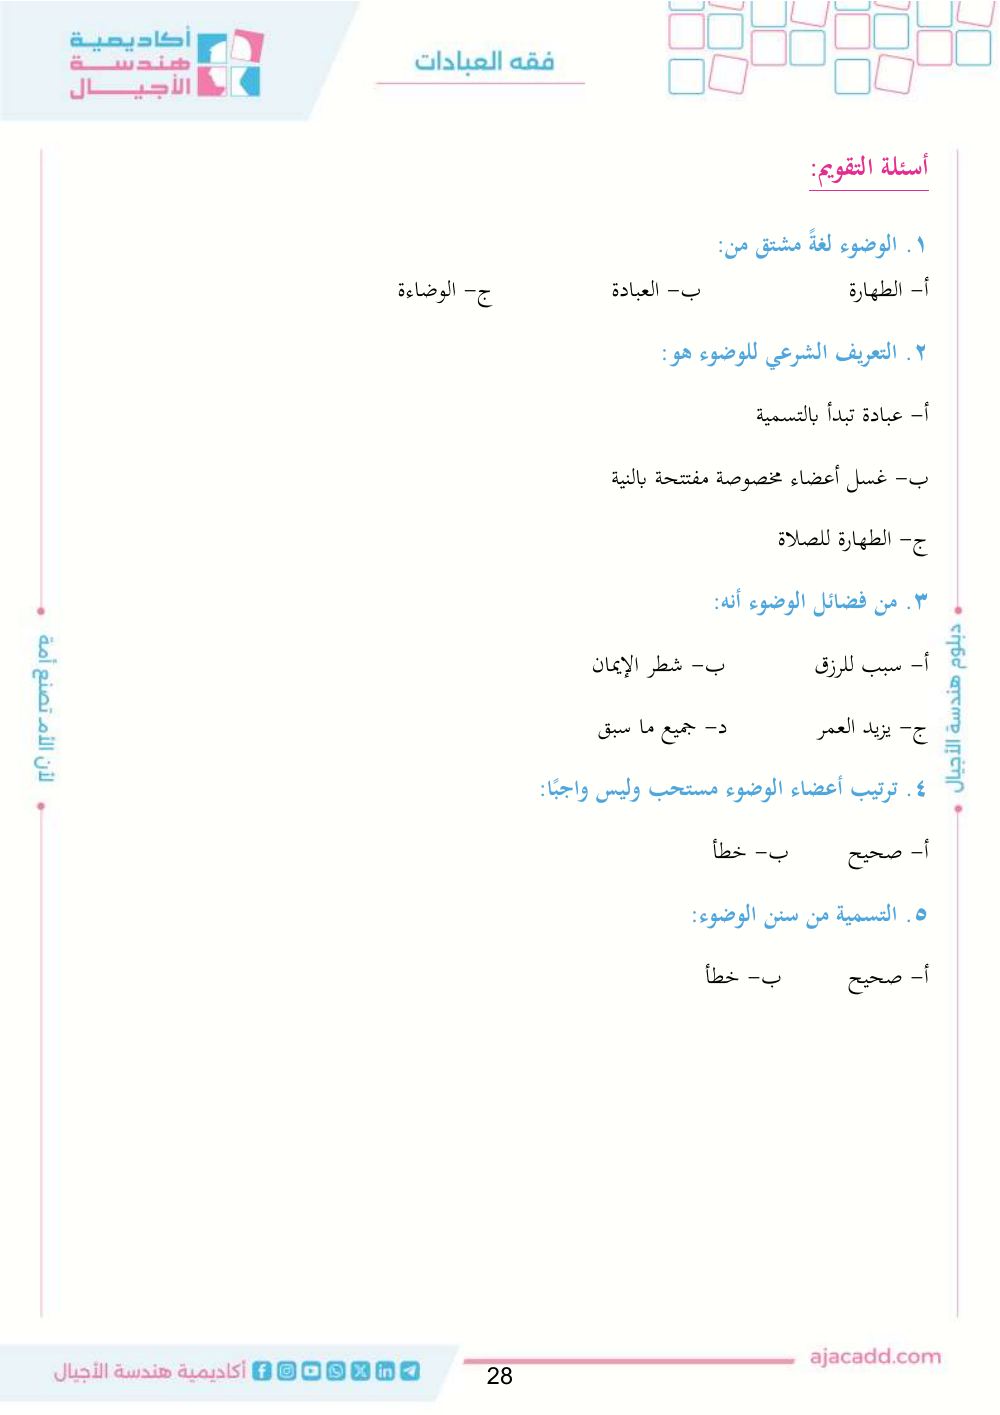 أكاديمية
هندسة
الأجيال
فقه العبادات
أسئلة التقويم:
١. الوضوء لغةً مشتق من:
أ- الطهارة ب- العبادة ج- الوضاءة
٢. التعريف الشرعي للوضوء هو:
أ- عبادة تبدأ بالتسمية
ب- غسل أعضاء مخصوصة مفتتحة بالنية
ج- الطهارة للصلاة
٣. من فضائل الوضوء أنه:
أ- سبب للرزق ب- شطر الإيمان
ج- يزيد العمر د- جميع ما سبق
٤. ترتيب أعضاء الوضوء مستحب وليس واجبًا:
أ- صحيح ب- خطأ
٥. التسمية من سنن الوضوء:
أ- صحيح ب- خطأ
دبلوم هندسة الأجيال
لأن الأم تصنع أمة
أكاديمية هندسة الأجيال
28
ajacadd.com